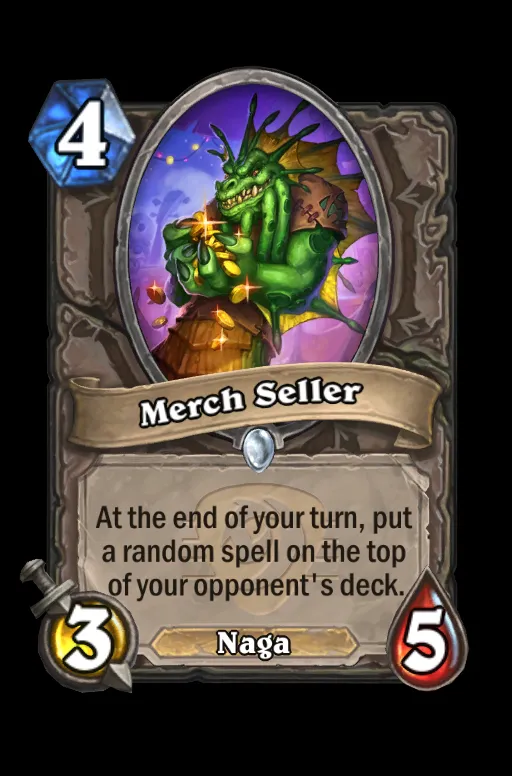 4
Merch Seller
At the end of your turn, put
a random spell on the top
of your opponent's deck.
3
Naga
5